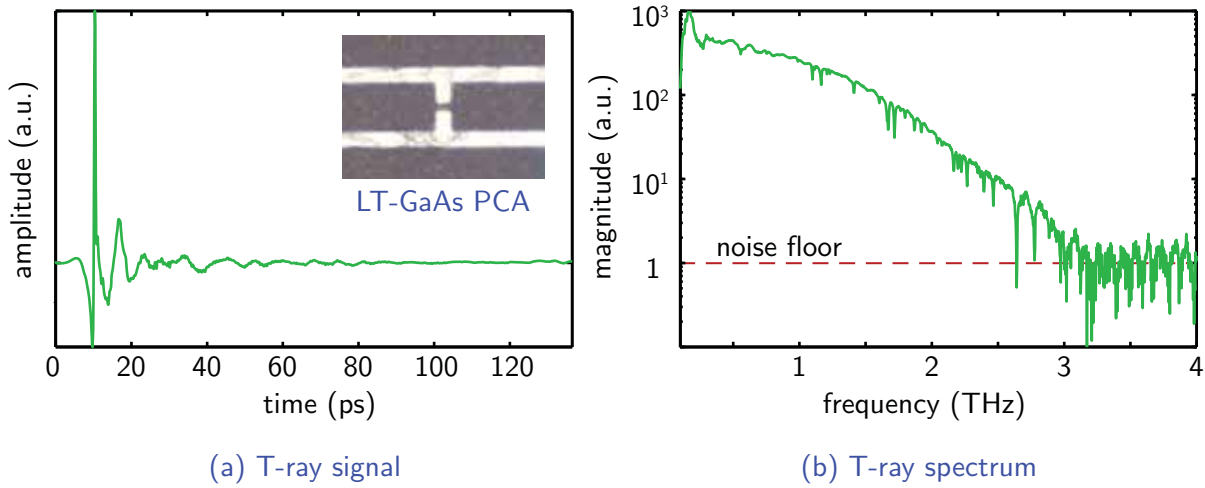 amplitude (a.u.)
LT-GaAs PCA
0 20 40 60 80 100 120
time (ps)
(a) T-ray signal
magnitude (a.u.)
10³
10²
10¹
1
noise floor
1 2 3 4
frequency (THz)
(b) T-ray spectrum